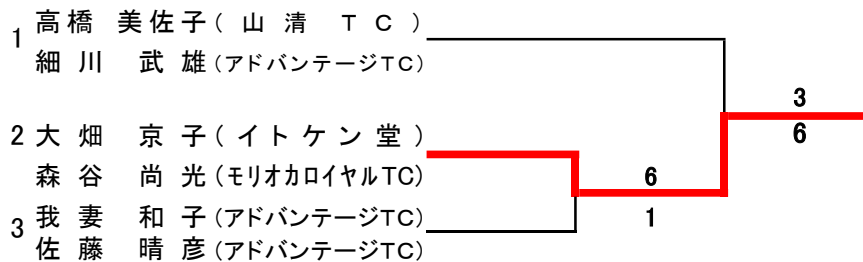 1 高橋 美佐子(山清 TC)
細川 武雄(アドバンテージTC)
3
6
2 大畑 京子(イトケン堂)
森谷 尚光(モリオカロイヤルTC)
6
1
3 我妻 和子(アドバンテージTC)
佐藤 晴彦(アドバンテージTC)